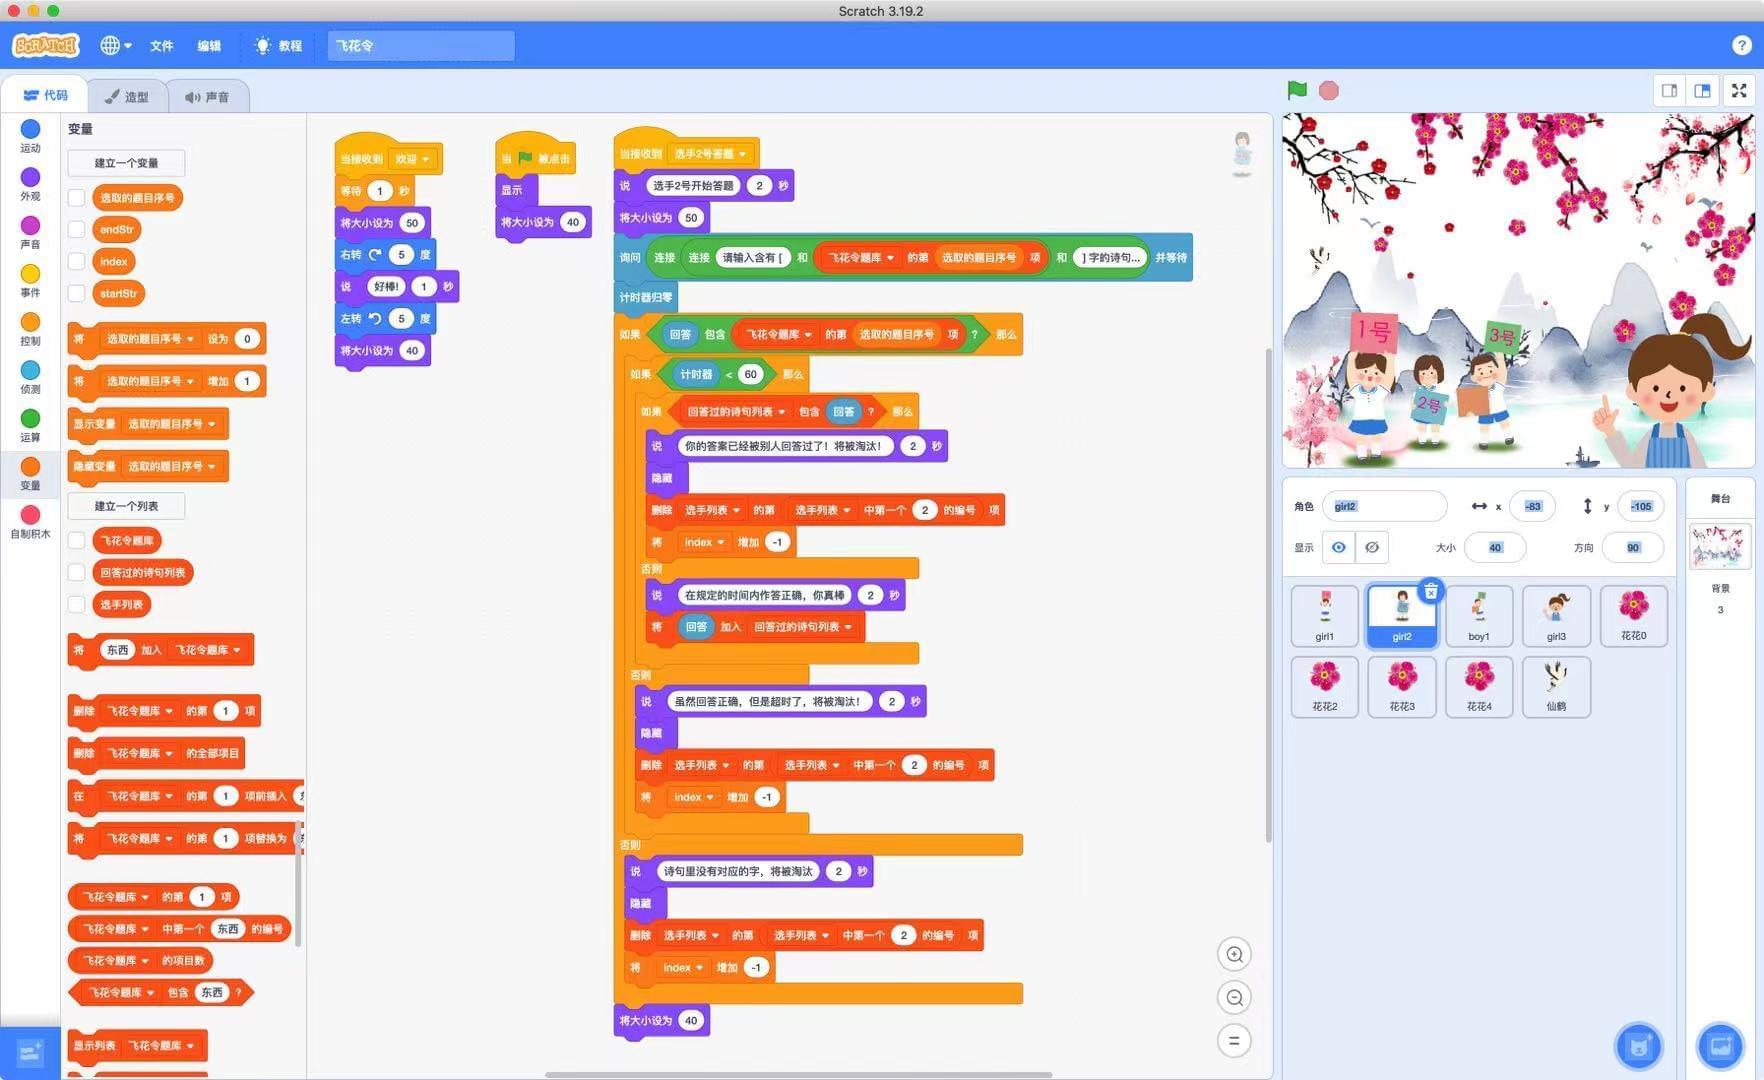 Scratch 3.19.2
SCRATCH
文件
编辑
教程
飞花令
?
代码
造型
声音
运动
外观
声音
事件
控制
侦测
运算
变量
自制积木
变量
建立一个变量
选取的题目序号
endStr
index
startStr
将 选取的题目序号 设为 0
将 选取的题目序号 增加 1
显示变量 选取的题目序号
隐藏变量 选取的题目序号
建立一个列表
飞花令题库
回答过的诗句列表
选手列表
将 东西 加入 飞花令题库
删除 飞花令题库 的第 1 项
删除 飞花令题库 的全部项目
在 飞花令题库 的第 1 项前插入
将 飞花令题库 的第 1 项替换为
飞花令题库 的第 1 项
飞花令题库 中第一个 东西 的编号
飞花令题库 的项目数
飞花令题库 包含 东西 ?
显示列表 飞花令题库
当接收到 欢迎
等待 1 秒
将大小设为 50
右转 5 度
说 好棒! 1 秒
左转 5 度
将大小设为 40
当 被点击
显示
将大小设为 40
当接收到 选手2号答题
说 选手2号开始答题 2 秒
将大小设为 50
询问 连接 连接 请输入含有 [ 和 飞花令题库 的第 选取的题目序号 项 和 ] 字的诗句... 并等待
计时器归零
如果 回答 包含 飞花令题库 的第 选取的题目序号 项 ? 那么
如果 计时器 < 60 那么
如果 回答过的诗句列表 包含 回答 ? 那么
说 你的答案已经被别人回答过了！将被淘汰！ 2 秒
隐藏
删除 选手列表 的第 选手列表 中第一个 2 的编号 项
将 index 增加 -1
否则
说 在规定的时间内作答正确，你真棒 2 秒
将 回答 加入 回答过的诗句列表
否则
说 虽然回答正确，但是超时了，将被淘汰！ 2 秒
隐藏
删除 选手列表 的第 选手列表 中第一个 2 的编号 项
将 index 增加 -1
否则
说 诗句里没有对应的字，将被淘汰 2 秒
隐藏
删除 选手列表 的第 选手列表 中第一个 2 的编号 项
将 index 增加 -1
将大小设为 40
1号
2号
3号
角色 girl2 x -83 y -105
显示 大小 40 方向 90
girl1
girl2
boy1
girl3
花花0
花花2
花花3
花花4
仙鹤
舞台
背景
3